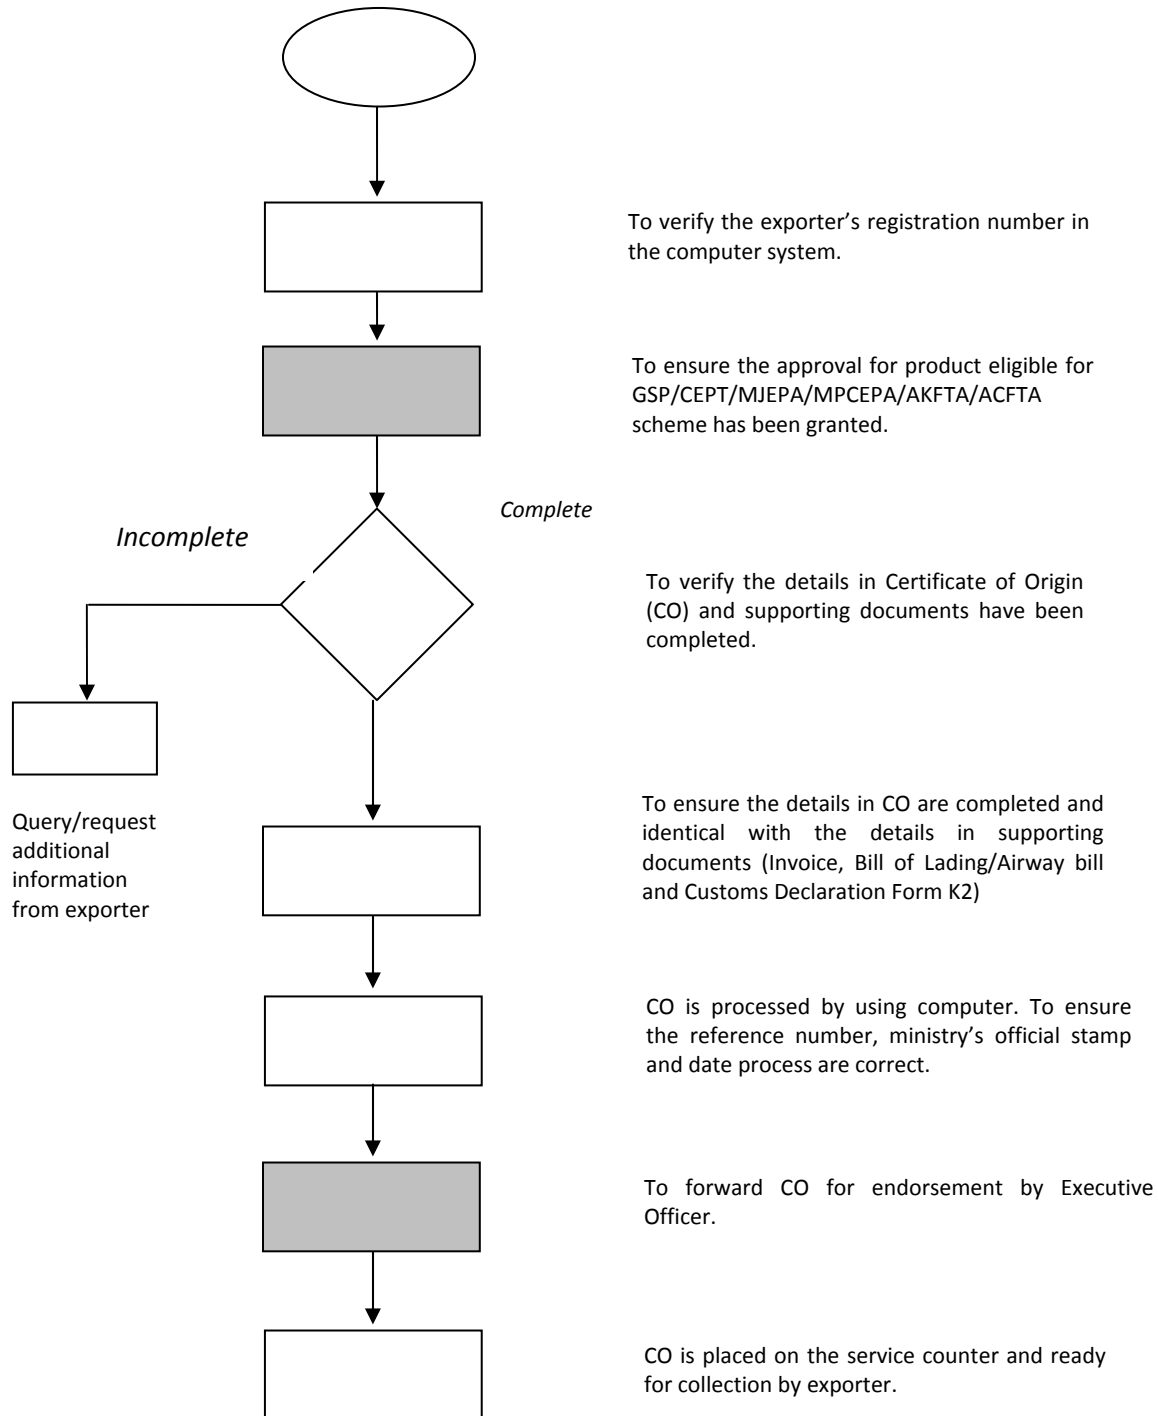 To verify the exporter’s registration number in
the computer system.
To ensure the approval for product eligible for
GSP/CEPT/MJEPA/MPCEPA/AKFTA/ACFTA
scheme has been granted.
Complete
Incomplete
To verify the details in Certificate of Origin
(CO) and supporting documents have been
completed.
Query/request
additional
information
from exporter
To ensure the details in CO are completed and
identical with the details in supporting
documents (Invoice, Bill of Lading/Airway bill
and Customs Declaration Form K2)
CO is processed by using computer. To ensure
the reference number, ministry’s official stamp
and date process are correct.
To forward CO for endorsement by Executive
Officer.
CO is placed on the service counter and ready
for collection by exporter.